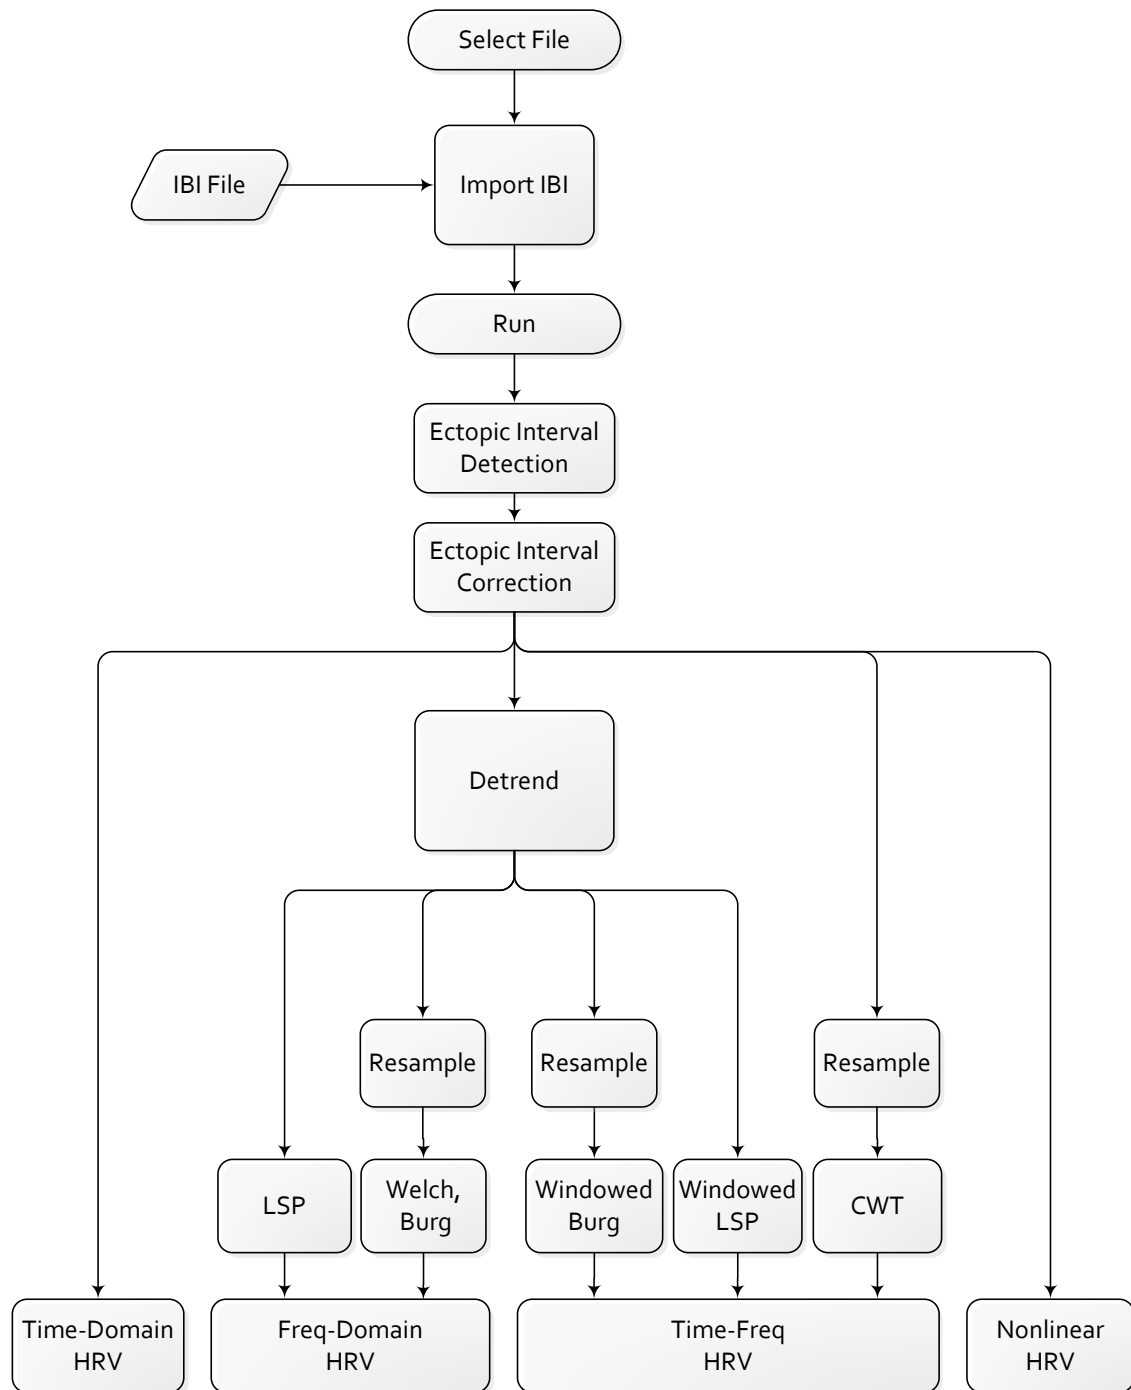 Select File
IBI File
Import IBI
Run
Ectopic Interval
Detection
Ectopic Interval
Correction
Detrend
Resample
Resample
Resample
LSP
Welch,
Burg
Windowed
Burg
Windowed
LSP
CWT
Time-Domain
HRV
Freq-Domain
HRV
Time-Freq
HRV
Nonlinear
HRV